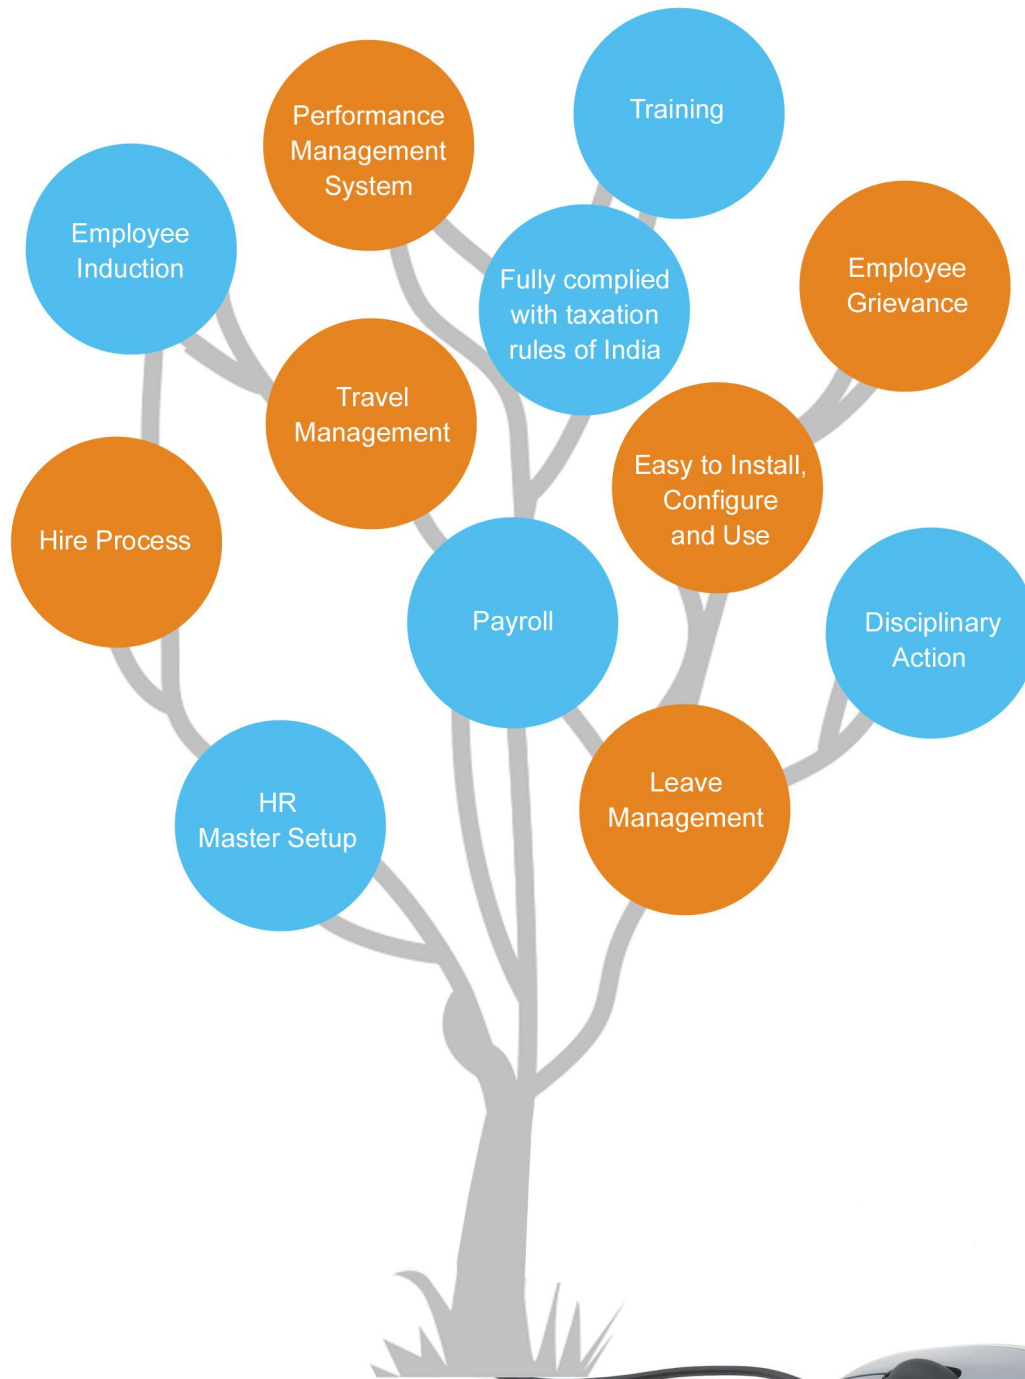 Training
Performance
Management
System
Employee
Induction
Fully complied
with taxation
rules of India
Employee
Grievance
Travel
Management
Easy to Install,
Configure
and Use
Hire Process
Payroll
Disciplinary
Action
Leave
Management
HR
Master Setup